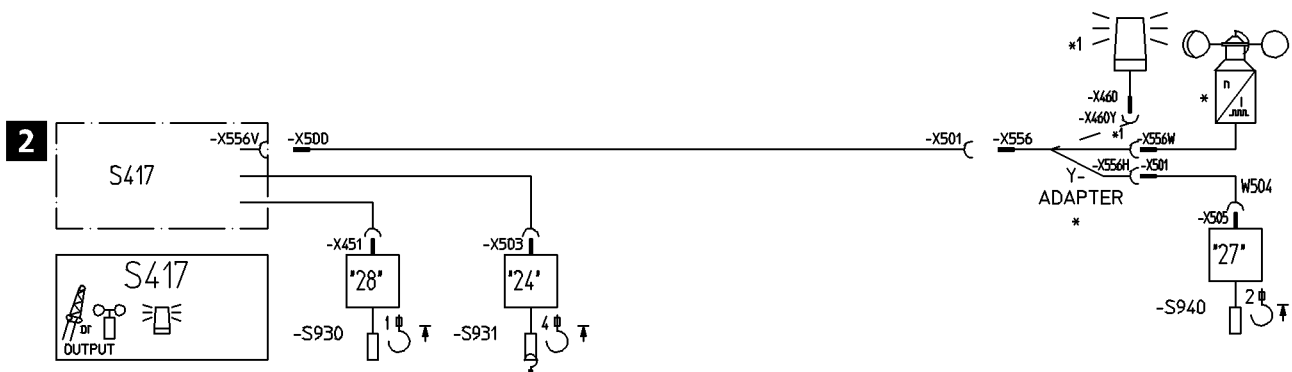 *1
-X460
n
*
I
-X460Y
*1
2
-X556V
-X500
-X501
-X556
-X556W
S417
-X556H
-X501
Y-
ADAPTER
*
W504
-X451
-X503
-X505
S417
"28"
"24"
"27"
OUTPUT
-S930
1
-S931
4
-S940
2